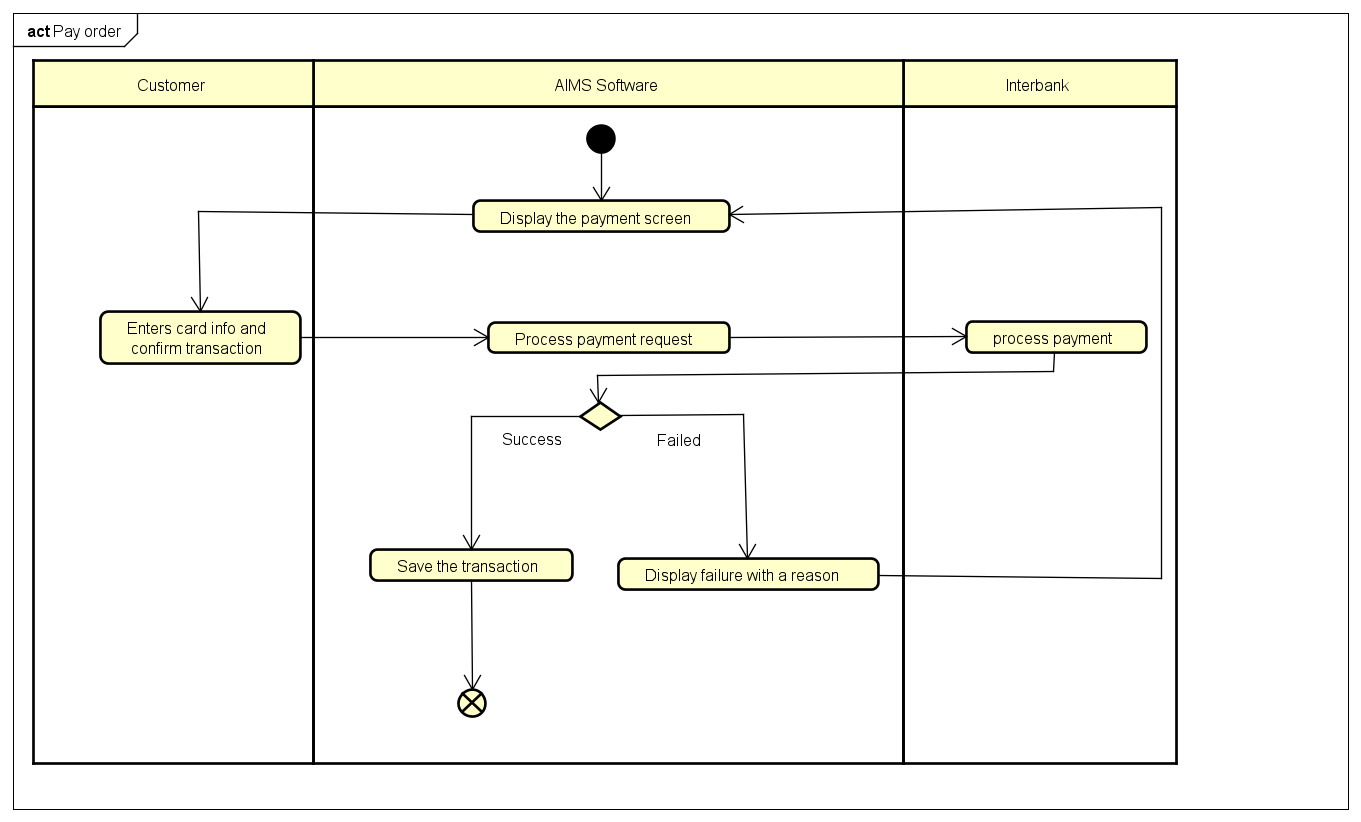 act Pay order
Customer
AIMS Software
Interbank
Display the payment screen
Enters card info and
confirm transaction
Process payment request
process payment
Success
Failed
Save the transaction
Display failure with a reason